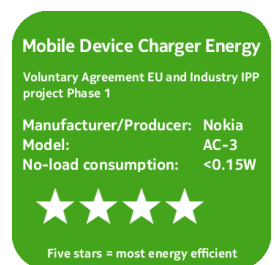 Mobile Device Charger Energy
Voluntary Agreement EU and Industry IPP
project Phase 1
Manufacturer/Producer: Nokia
Model: AC-3
No-load consumption: <0.15W
Five stars = most energy efficient